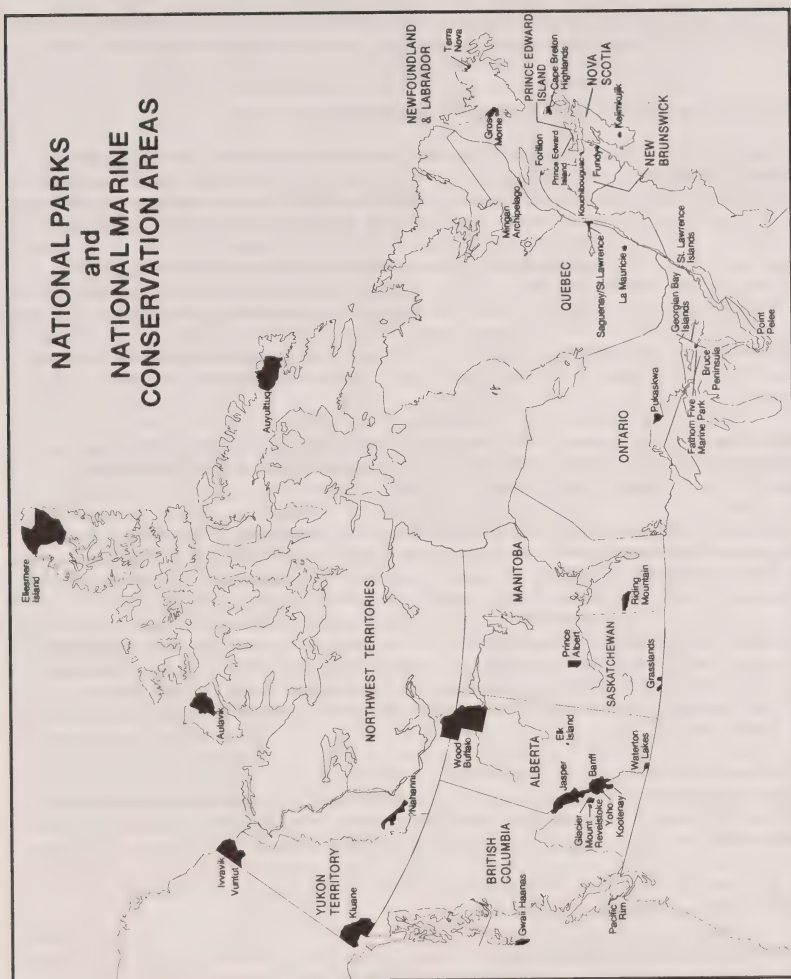 NATIONAL PARKS
and
NATIONAL MARINE
CONSERVATION AREAS
Ellesmere
Island
Auyuittuq
Aulavik
Ivvavik
Vuntut
YUKON
TERRITORY
Kluane
NORTHWEST TERRITORIES
Nahanni
Wood
Buffalo
BRITISH
COLUMBIA
Gwaii Haanas
Pacific
Rim
Glacier
Mount
Revelstoke
Yoho
Kootenay
Jasper
Banff
ALBERTA
Elk
Island
Waterton
Lakes
SASKATCHEWAN
Prince
Albert
Grasslands
MANITOBA
Riding
Mountain
ONTARIO
Pukaskwa
Fathom Five
Marine Park
Bruce
Peninsula
Georgian Bay
Islands
Point
Pelee
St. Lawrence
Islands
QUEBEC
Saguenay/St.Lawrence
La Mauricie
Mingan
Archipelago
Forillon
NEWFOUNDLAND
& LABRADOR
Gros
Morne
Terra
Nova
PRINCE EDWARD
ISLAND
Prince Edward
Island
Cape Breton
Highlands
NOVA
SCOTIA
Kejimkujik
Kouchibouguac
Fundy
NEW
BRUNSWICK